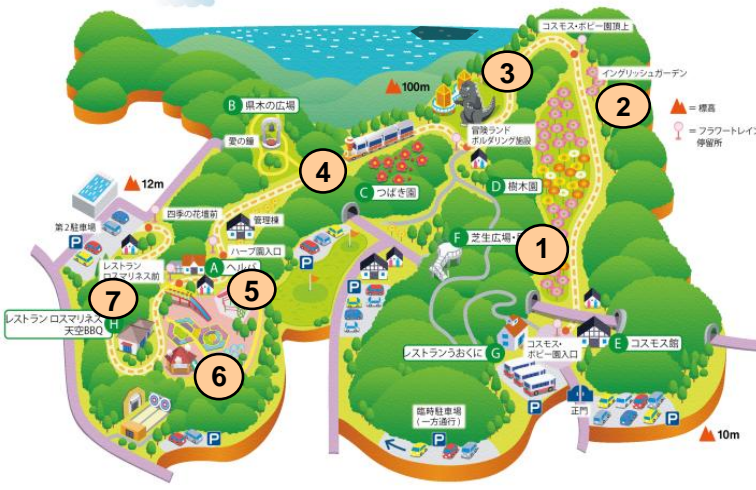 コスモス・ポピー園頂上
3
イングリッシュガーデン
100m
2
= 標高
B 県木の広場
= フラワートレイン
停留所
愛の鐘
冒険ランド
ボルダリング施設
4
12m
C つばき園
D 樹木園
四季の花壇前
管理棟
第2駐車場
P
F 芝生広場・
1
ハーブ園入口
P
レストラン
ロスマリネス前
A ヘルバ
5
P
7
レストラン ロスマリネス
天空BBQ
H
コスモス・
ポピー園入口
E コスモス館
レストランうおくに G
6
P
正門
臨時駐車場
(一方通行)
P
P
P
10m